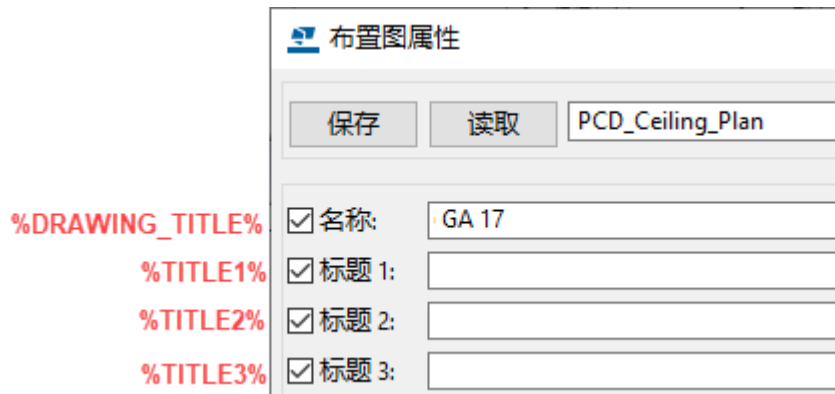 布置图属性
保存 读取 PCD_Ceiling_Plan
%DRAWING_TITLE% 名称: GA 17
%TITLE1% 标题 1:
%TITLE2% 标题 2:
%TITLE3% 标题 3: